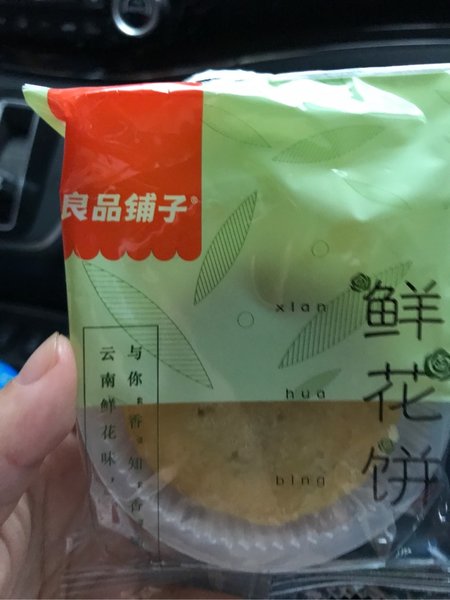 良品铺子®
鲜花饼
xian
hua
bing
与你"香"知,"香
云南鲜花味,